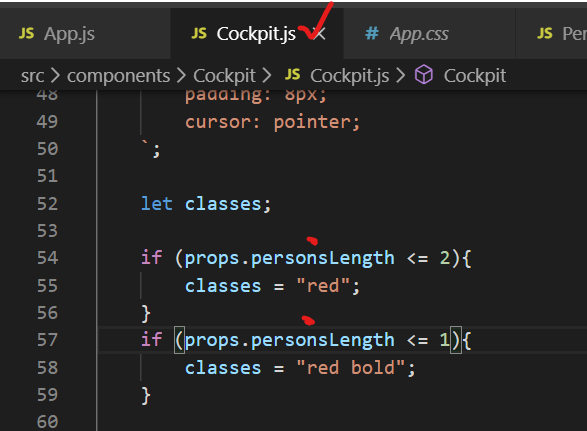 JS App.js JS Cockpit.js # App.css JS Per
src > components > Cockpit > JS Cockpit.js > Cockpit
48 padding: 8px;
49 cursor: pointer;
50 `;
51
52 let classes;
53
54 if (props.personsLength <= 2){
55 classes = "red";
56 }
57 if (props.personsLength <= 1){
58 classes = "red bold";
59 }
60